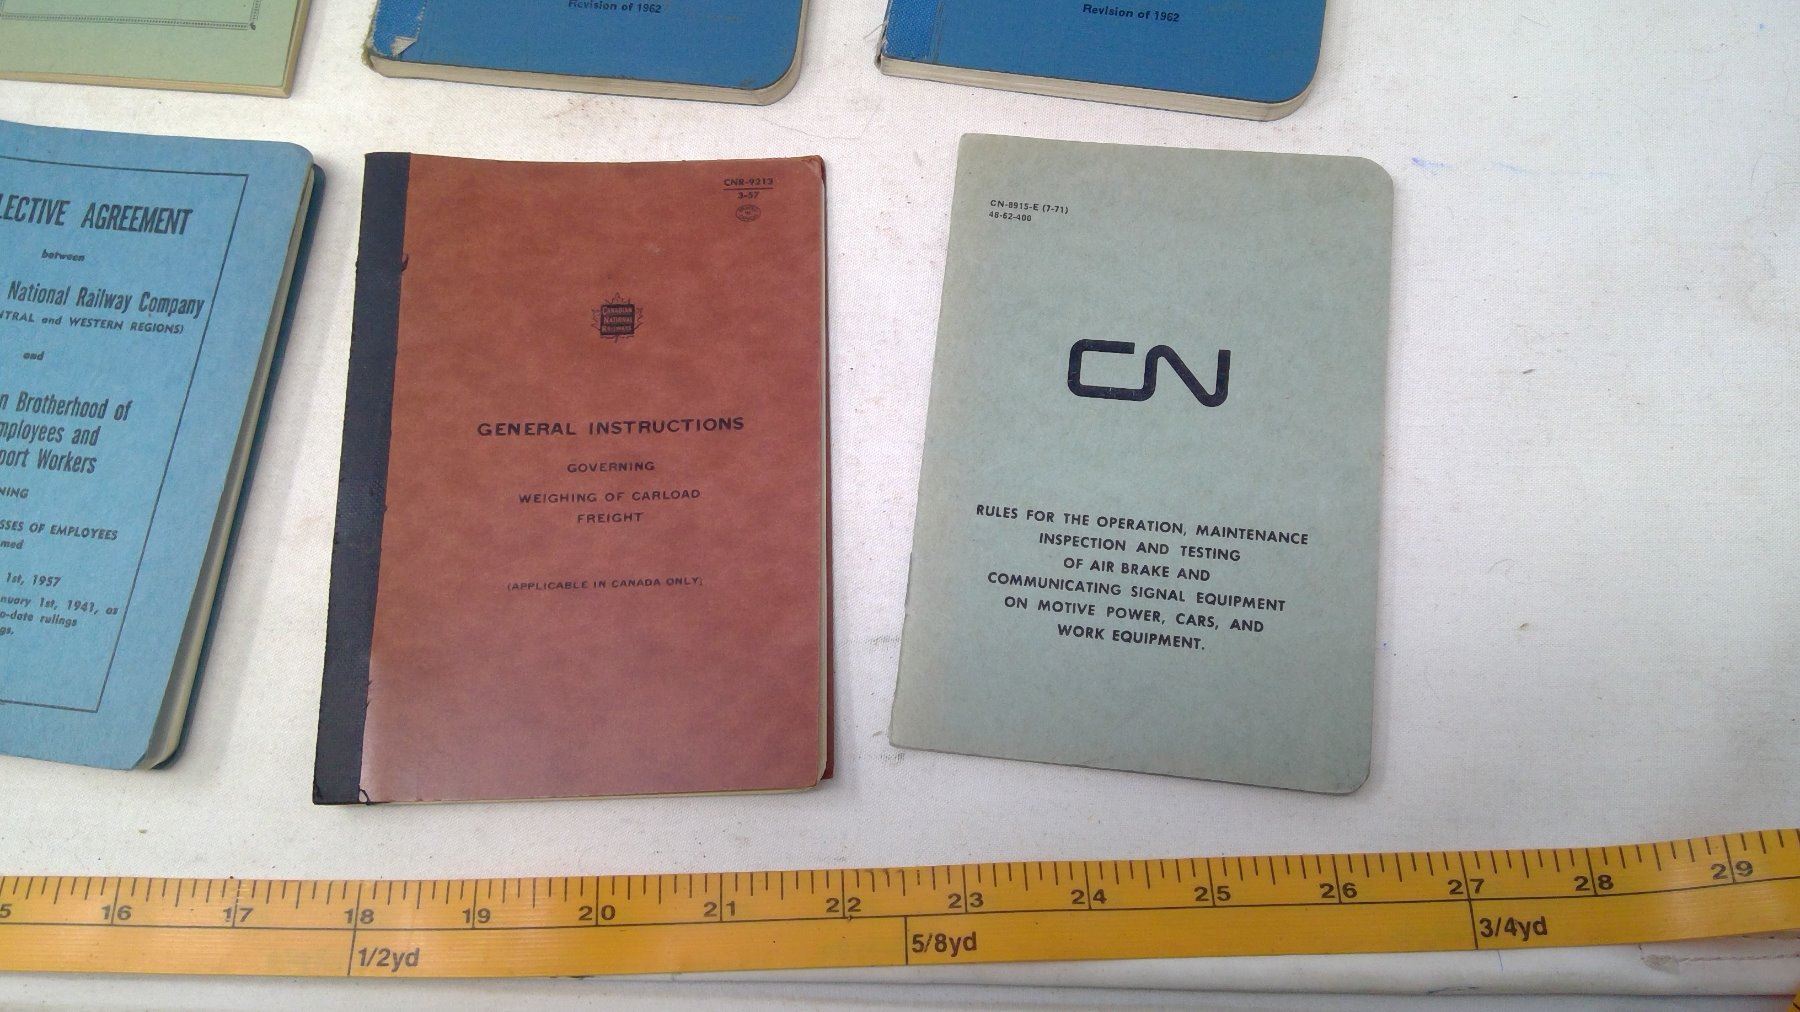 Revision of 1962
Revision of 1962
LECTIVE AGREEMENT
between
National Railway Company
NTRAL and WESTERN REGIONS)
and
n Brotherhood of
mployees and
port Workers
NING
SSES OF EMPLOYEES
med
1st, 1957
nuary 1st, 1941, as
o-date rulings
gs.
CNR-9213
3-57
CANADIAN
NATIONAL
RAILWAYS
GENERAL INSTRUCTIONS
GOVERNING
WEIGHING OF CARLOAD
FREIGHT
(APPLICABLE IN CANADA ONLY)
CN-8915-E (7-71)
48-62-400
CN
RULES FOR THE OPERATION, MAINTENANCE
INSPECTION AND TESTING
OF AIR BRAKE AND
COMMUNICATING SIGNAL EQUIPMENT
ON MOTIVE POWER, CARS, AND
WORK EQUIPMENT.
5 16 17 18 19 20 21 22 23 24 25 26 27 28 29
1/2yd 5/8yd 3/4yd